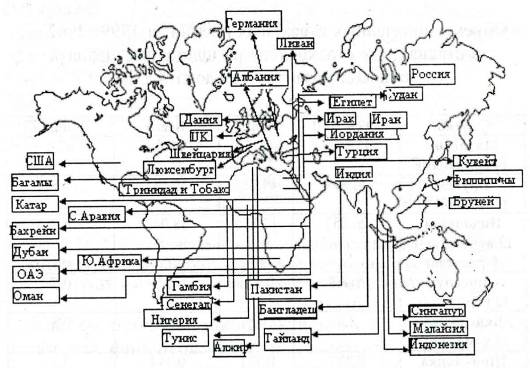 Германия
Ливан
Албания
Россия
Судан
Египет
Дания
Ирак
Иран
UK
Иордания
Швейцария
Турция
США
Люксембург
Кувейт
Багамы
Индия
Филиппины
Тринидад и Тобакс
Катар
Бруней
С.Аравия
Бахрейн
Дубаи
Ю.Африка
ОАЭ
Оман
Гамбия
Пакистан
Сенегал
Бангладеш
Сингапур
Нигерия
Малайзия
Тунис
Алжир
Тайланд
Индонезия